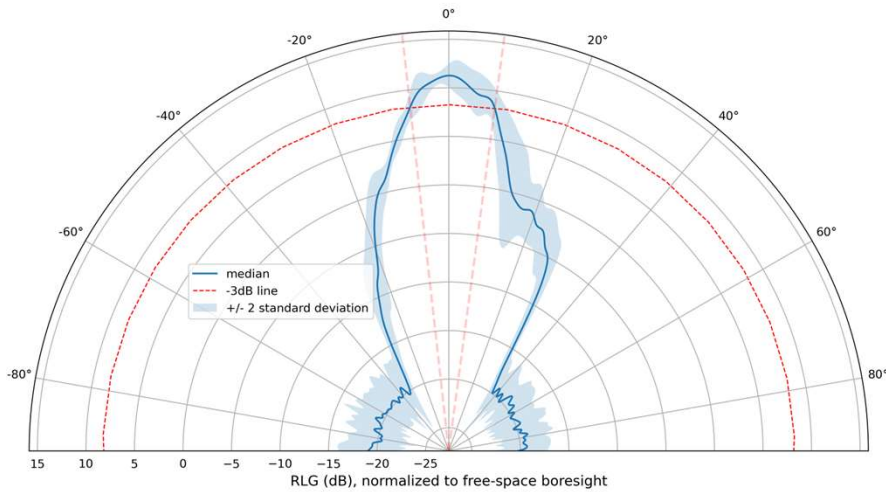 0°
-20°
20°
-40°
40°
-60°
60°
median
-3dB line
+/- 2 standard deviation
-80°
80°
15 10 5 0 −5 −10 −15 −20 −25
RLG (dB), normalized to free-space boresight